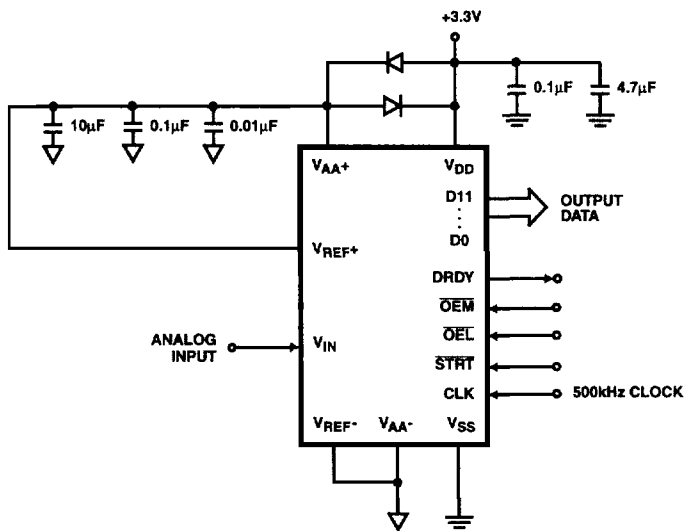 +3.3V
10µF
0.1µF
0.01µF
0.1µF
4.7µF
VAA+
VDD
D11
D0
OUTPUT
DATA
VREF+
DRDY
OEM
OEL
ANALOG
INPUT
VIN
STRT
CLK
500kHz CLOCK
VREF-
VAA-
VSS